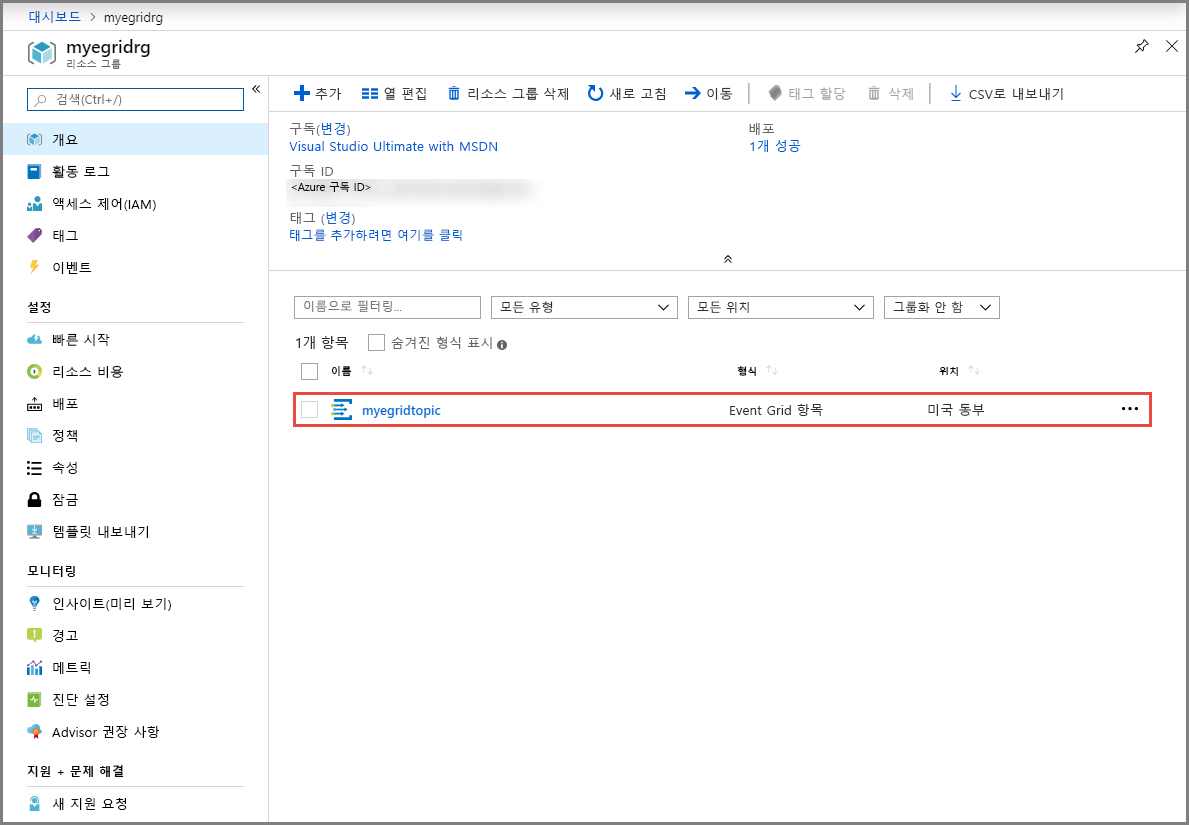 대시보드 > myegridrg
myegridrg
리소스 그룹
검색(Ctrl+/)
개요
활동 로그
액세스 제어(IAM)
태그
이벤트
설정
빠른 시작
리소스 비용
배포
정책
속성
잠금
템플릿 내보내기
모니터링
인사이트(미리 보기)
경고
메트릭
진단 설정
Advisor 권장 사항
지원 + 문제 해결
새 지원 요청
추가 열 편집 리소스 그룹 삭제 새로 고침 이동 태그 할당 삭제 CSV로 내보내기
구독(변경)
Visual Studio Ultimate with MSDN
구독 ID
<Azure 구독 ID>
태그 (변경)
태그를 추가하려면 여기를 클릭
배포
1개 성공
이름으로 필터링... 모든 유형 모든 위치 그룹화 안 함
1개 항목 숨겨진 형식 표시
이름 형식 위치
myegridtopic Event Grid 항목 미국 동부